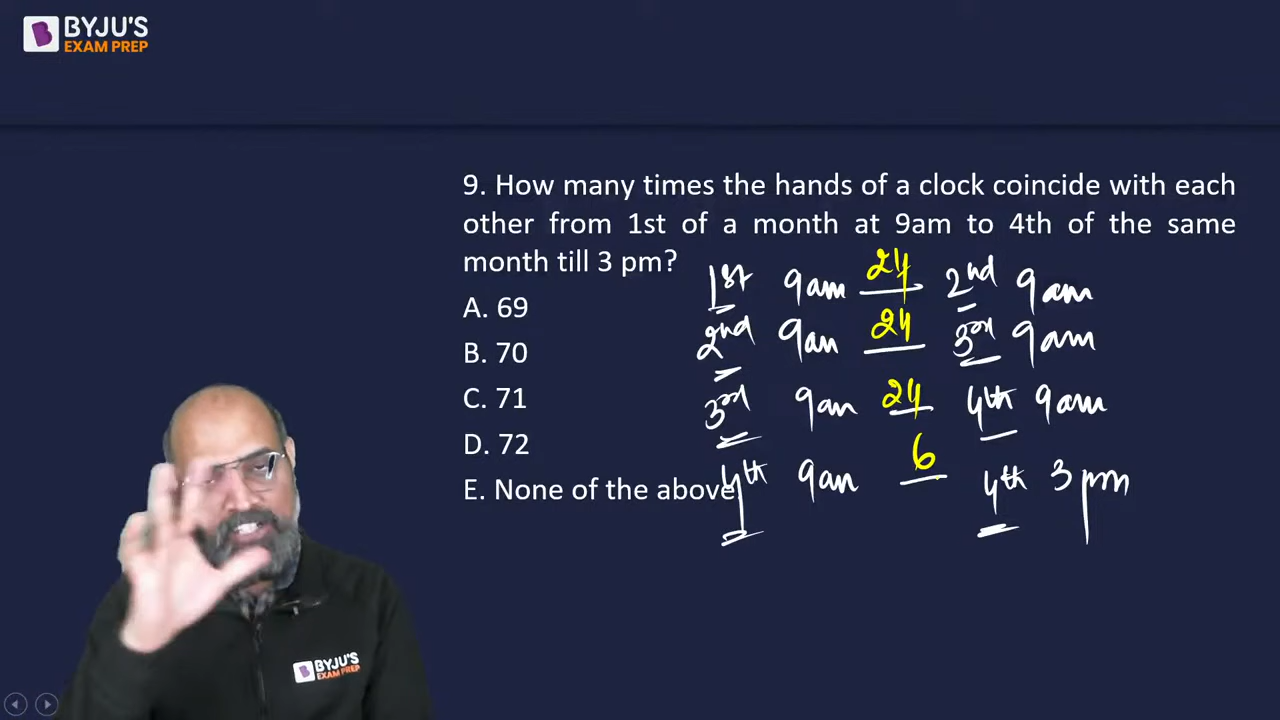 BYJU'S
EXAM PREP
9. How many times the hands of a clock coincide with each
other from 1st of a month at 9am to 4th of the same
month till 3 pm?
A. 69
B. 70
C. 71
D. 72
E. None of the above.
1st 9am 24 2nd 9am
2nd 9am 24 3rd 9am
3rd 9am 24 4th 9am
4th 9am 6 4th 3pm
BYJU'S
EXAM PREP